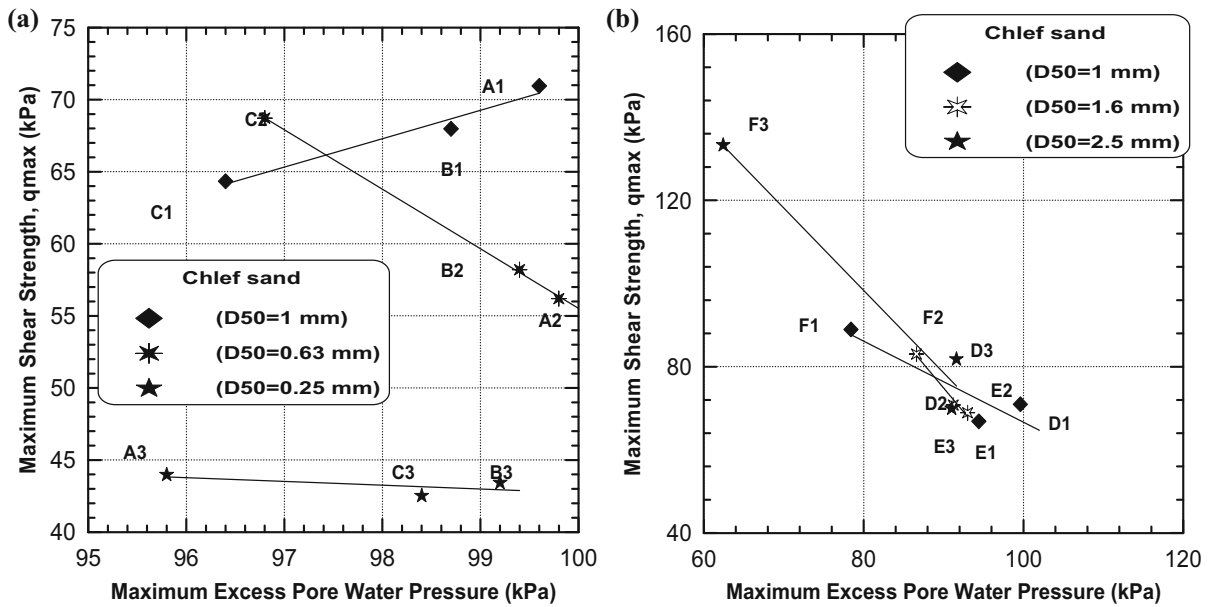 (a)
75
70
65
60
55
50
45
40
Maximum Shear Strength, qmax (kPa)
Chlef sand
A1
C2
B1
C1
B2
A2
Chlef sand
(D50=1 mm)
(D50=0.63 mm)
(D50=0.25 mm)
A3
C3
B3
95
96
97
98
99
100
Maximum Excess Pore Water Pressure (kPa)
(b)
160
120
80
40
Maximum Shear Strength, qmax (kPa)
Chlef sand
(D50=1 mm)
(D50=1.6 mm)
(D50=2.5 mm)
F3
F1
F2
D3
E2
D2
D1
E3
E1
60
80
100
120
Maximum Excess Pore Water Pressure (kPa)